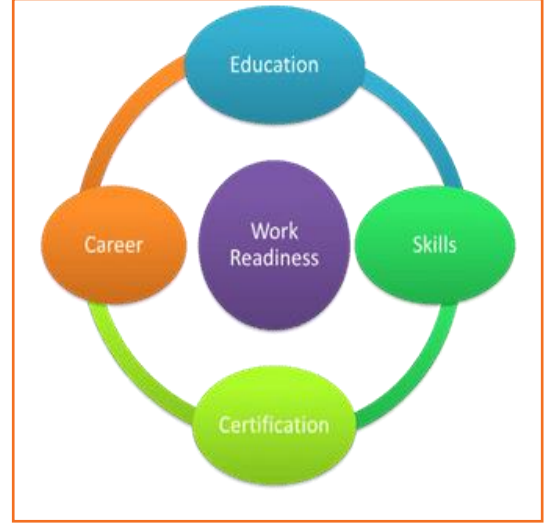 Education
Career
Work
Readiness
Skills
Certification